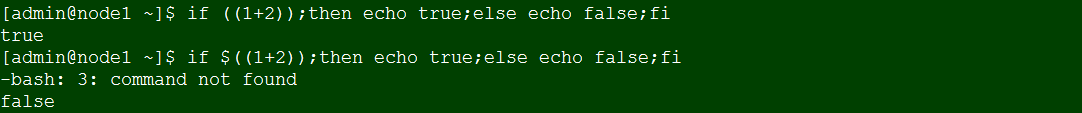 [admin@node1 ~]$ if ((1+2));then echo true;else echo false;fi
true
[admin@node1 ~]$ if $((1+2));then echo true;else echo false;fi
-bash: 3: command not found
false